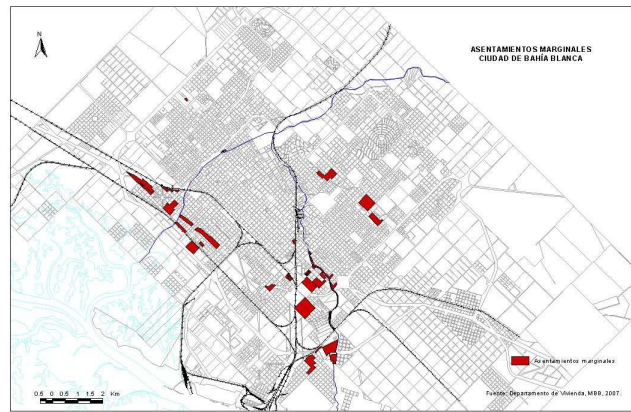 N
ASENTAMIENTOS MARGINALES
CIUDAD DE BAHÍA BLANCA
Asentamientos marginales
0.5 0 0.5 1 1.5 2 Km
Fuente: Departamento de Vivienda, MBB, 2007.